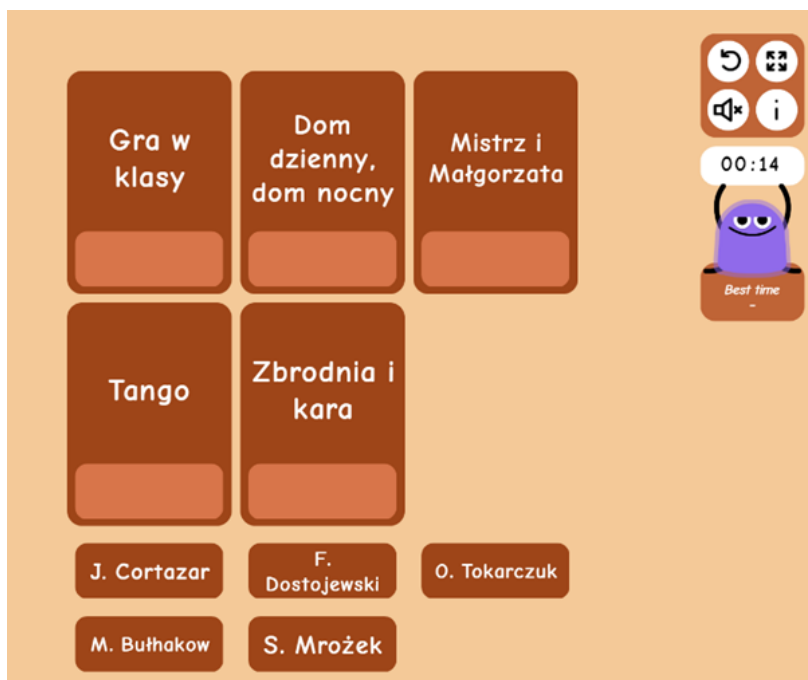 Gra w
klasy
Dom
dzienny,
dom nocny
Mistrz i
Małgorzata
Tango
Zbrodnia i
kara
J. Cortazar
F.
Dostojewski
O. Tokarczuk
M. Bułhakow
S. Mrożek
i
00:14
Best time
-